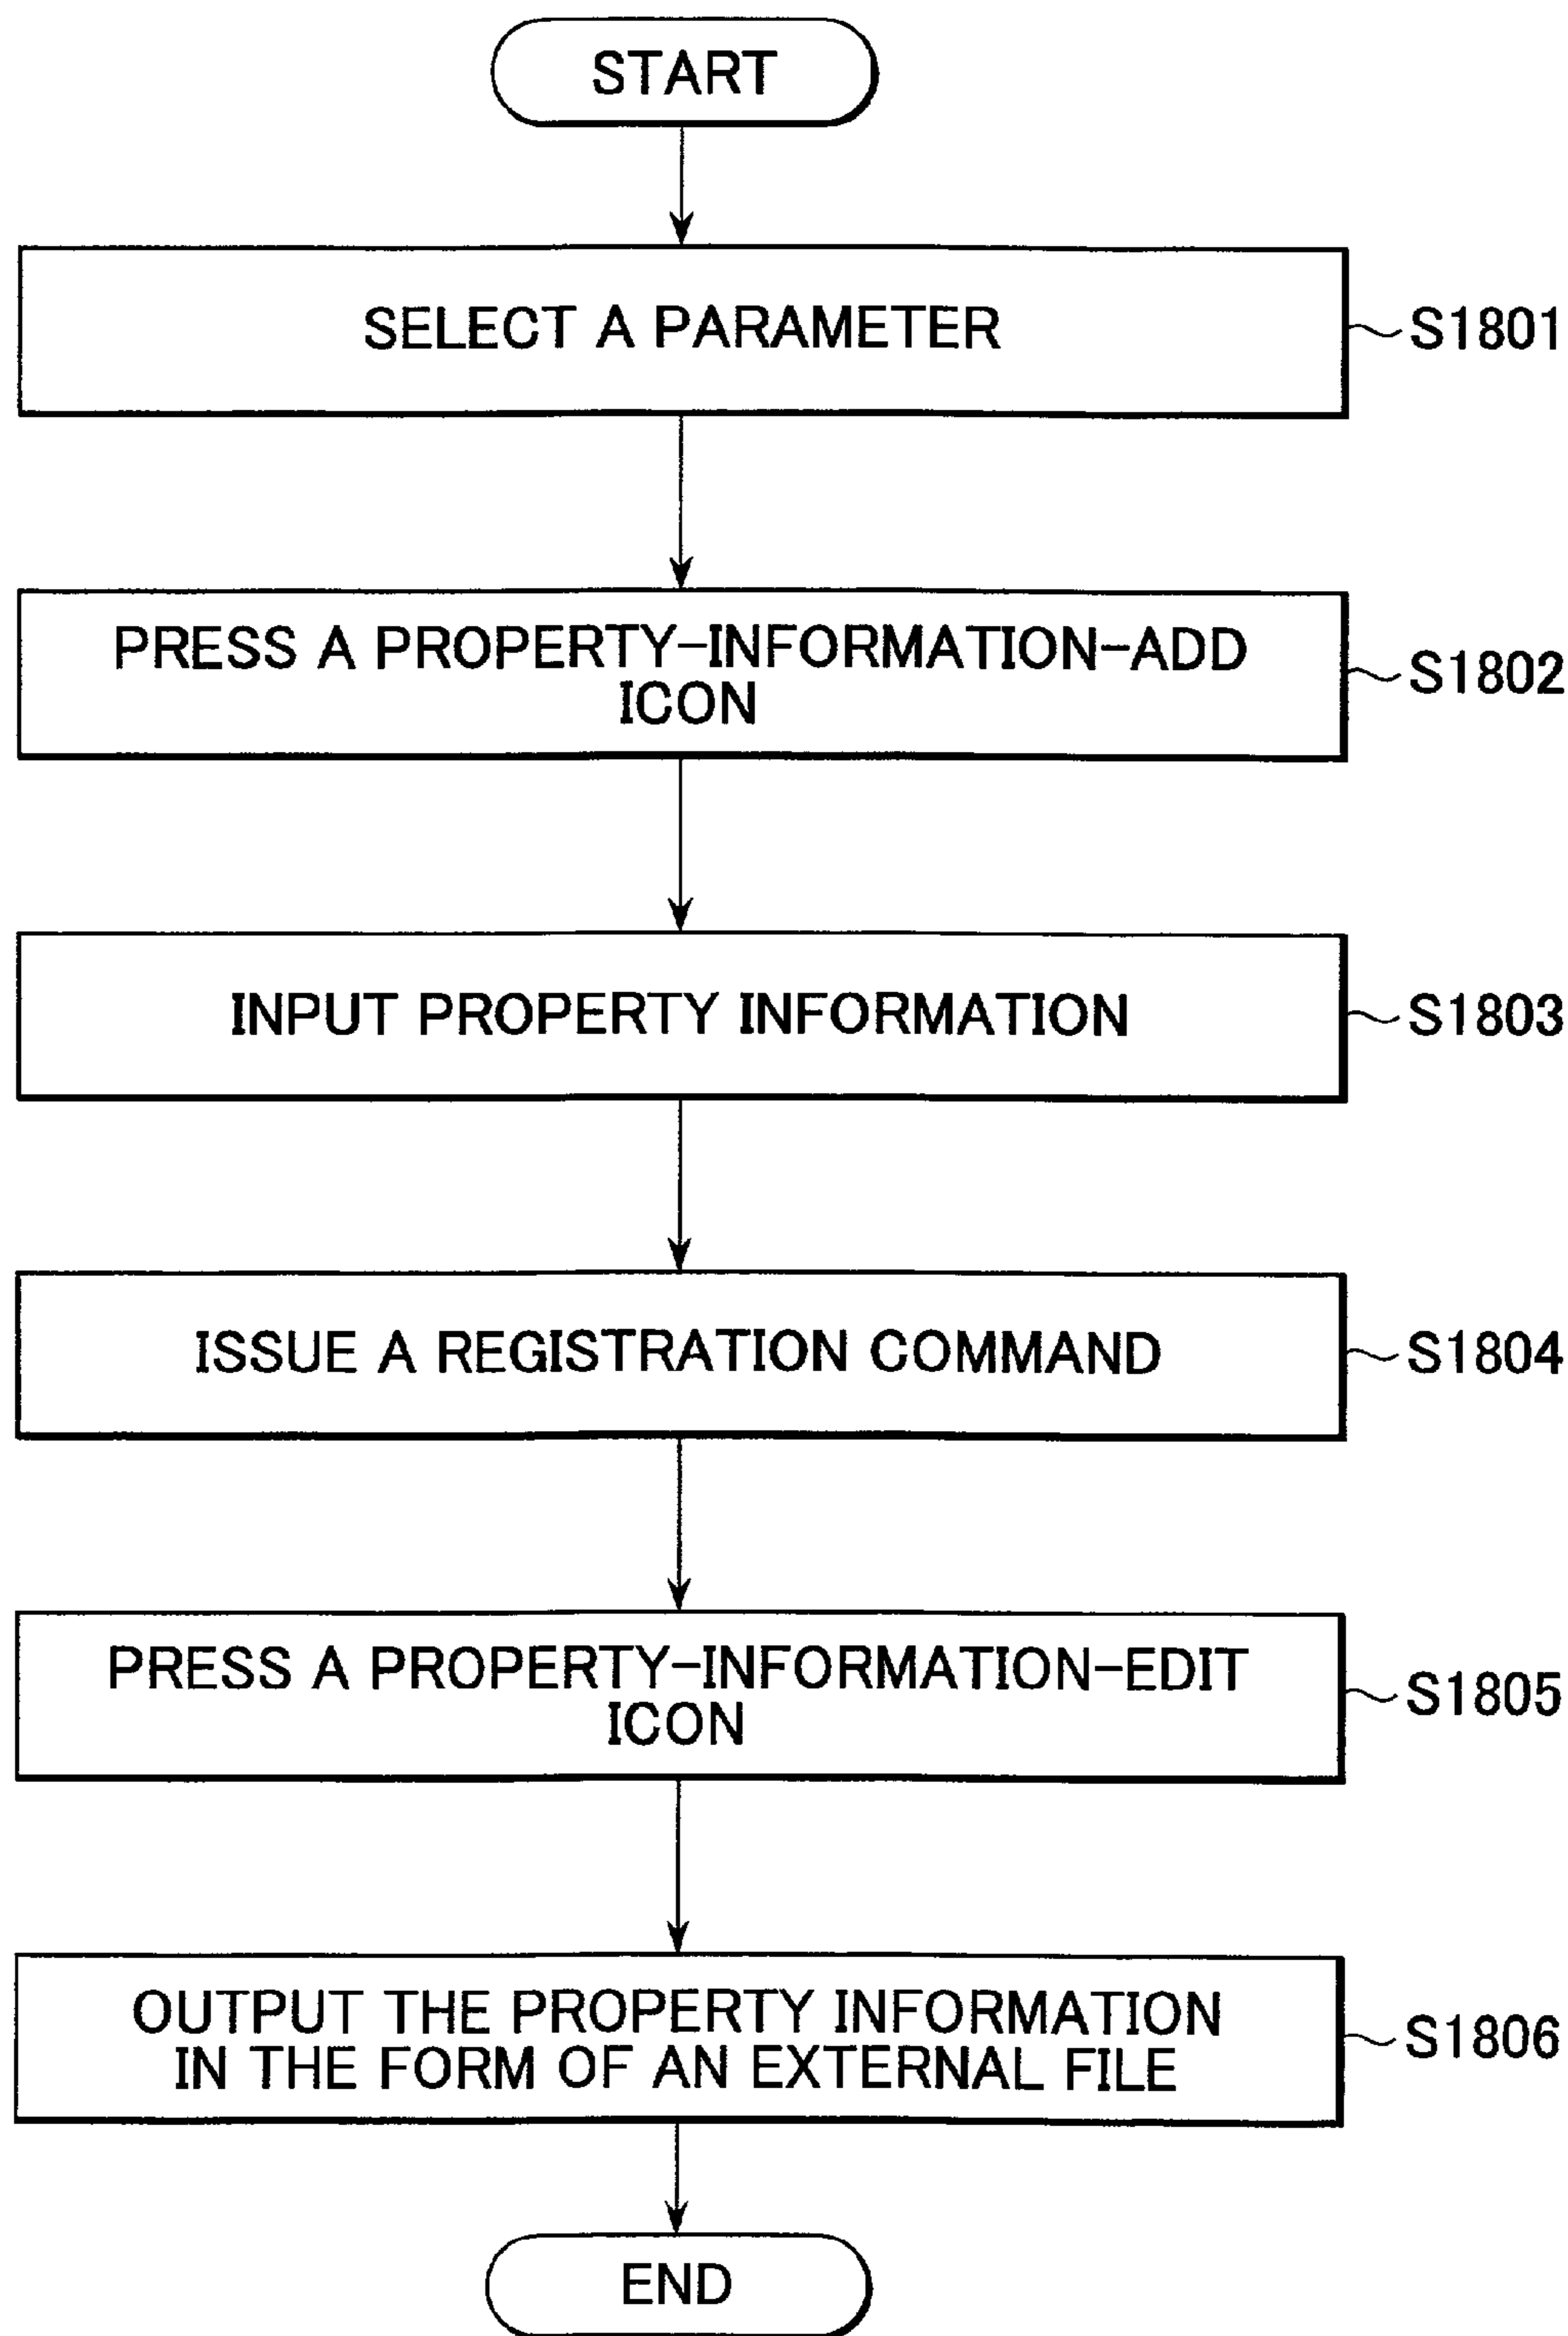 START
SELECT A PARAMETER
S1801
PRESS A PROPERTY-INFORMATION-ADD
ICON
S1802
INPUT PROPERTY INFORMATION
S1803
ISSUE A REGISTRATION COMMAND
S1804
PRESS A PROPERTY-INFORMATION-EDIT
ICON
S1805
OUTPUT THE PROPERTY INFORMATION
IN THE FORM OF AN EXTERNAL FILE
S1806
END